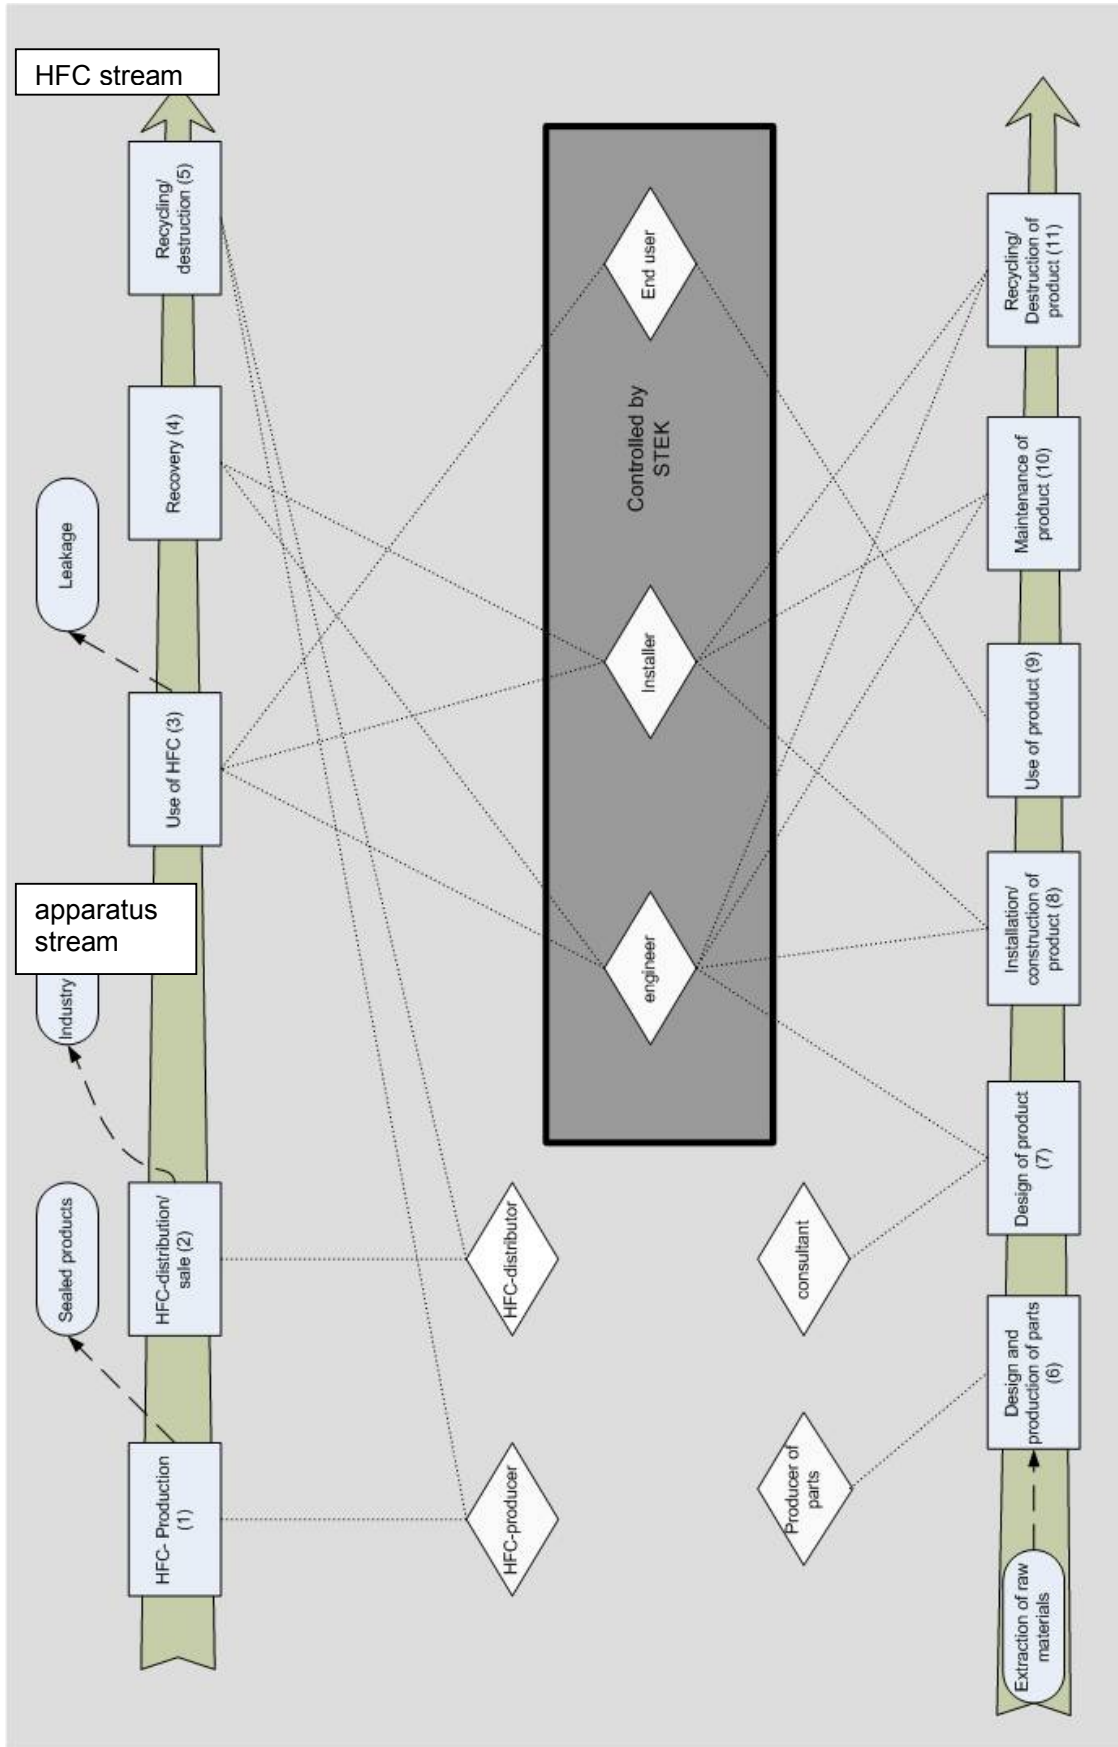 HFC stream
apparatus
stream
Sealed products
Industry
Leakage
HFC- Production
(1)
HFC-distribution/
sale (2)
Use of HFC (3)
Recovery (4)
Recycling/
destruction (5)
HFC-producer
HFC-distributor
engineer
Installer
End user
Controlled by
STEK
Producer of
parts
consultant
Extraction of raw
materials
Design and
production of parts
(6)
Design of product
(7)
Installation/
construction of
product (8)
Use of product (9)
Maintenance of
product (10)
Recycling/
Destruction of
product (11)